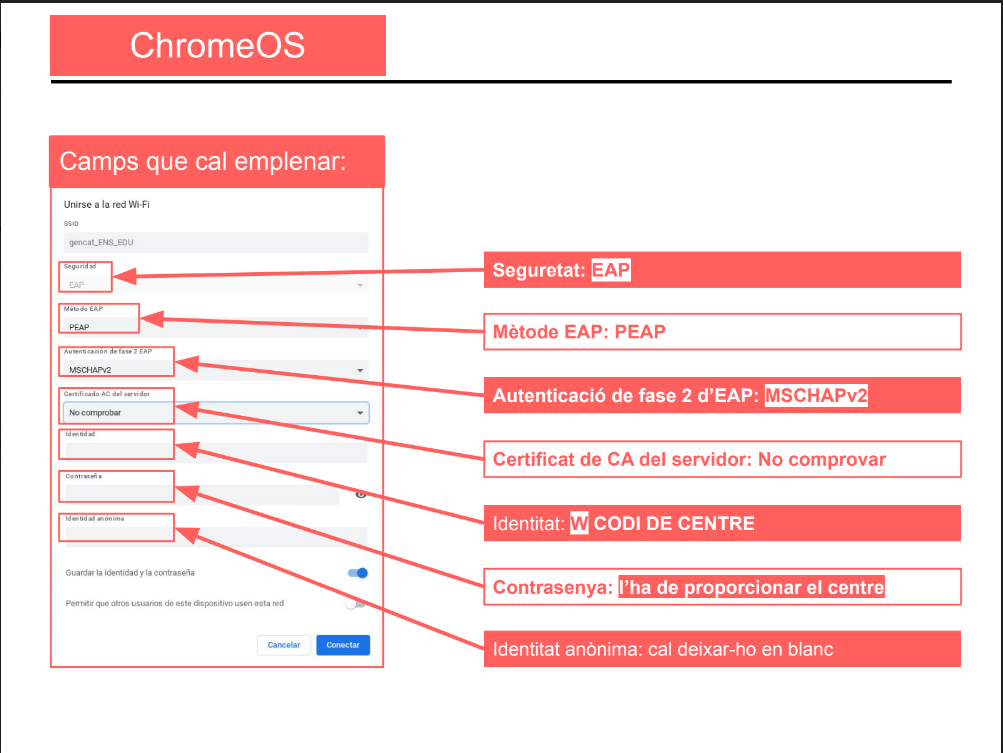 ChromeOS
Camps que cal emplenar:
Unirse a la red Wi-Fi
SSID
gencat_ENS_EDU
Seguridad
EAP
Método EAP
PEAP
Autenticación de fase 2 EAP
MSCHAPv2
Certificado AC del servidor
No comprobar
Identidad
Contraseña
Identidad anónima
Guardar la identidad y la contraseña
Permitir que otros usuarios de este dispositivo usen esta red
Cancelar
Conectar
Seguretat: EAP
Mètode EAP: PEAP
Autenticació de fase 2 d’EAP: MSCHAPv2
Certificat de CA del servidor: No comprovar
Identitat: W CODI DE CENTRE
Contrasenya: l’ha de proporcionar el centre
Identitat anònima: cal deixar-ho en blanc